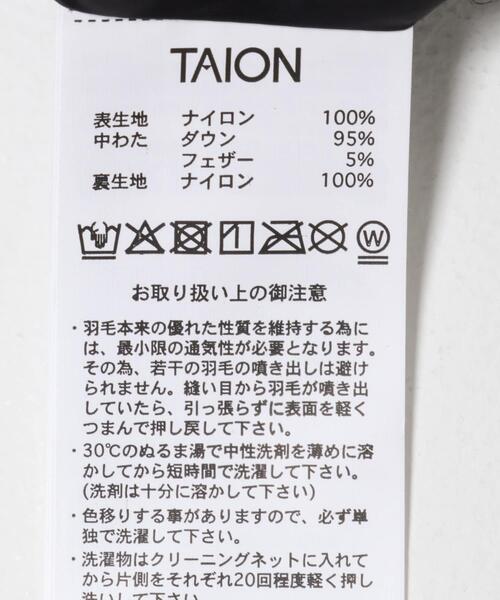 TAION
表生地 ナイロン 100%
中わた ダウン 95%
フェザー 5%
裏生地 ナイロン 100%
W
お取り扱い上の御注意
・羽毛本来の優れた性質を維持する為に
は、最小限の通気性が必要となります。
その為、若干の羽毛の噴き出しは避け
られません。縫い目から羽毛が噴き出
していたら、引っ張らずに表面を軽く
つまんで押し戻して下さい。
・30℃のぬるま湯で中性洗剤を薄めに溶
かしてから短時間で洗濯して下さい。
(洗剤は十分に溶かして下さい)
・色移りする事がありますので、必ず単
独で洗濯して下さい。
・洗濯物はクリーニングネットに入れて
から片側をそれぞれ20回程度軽く押し
洗いして下さい。